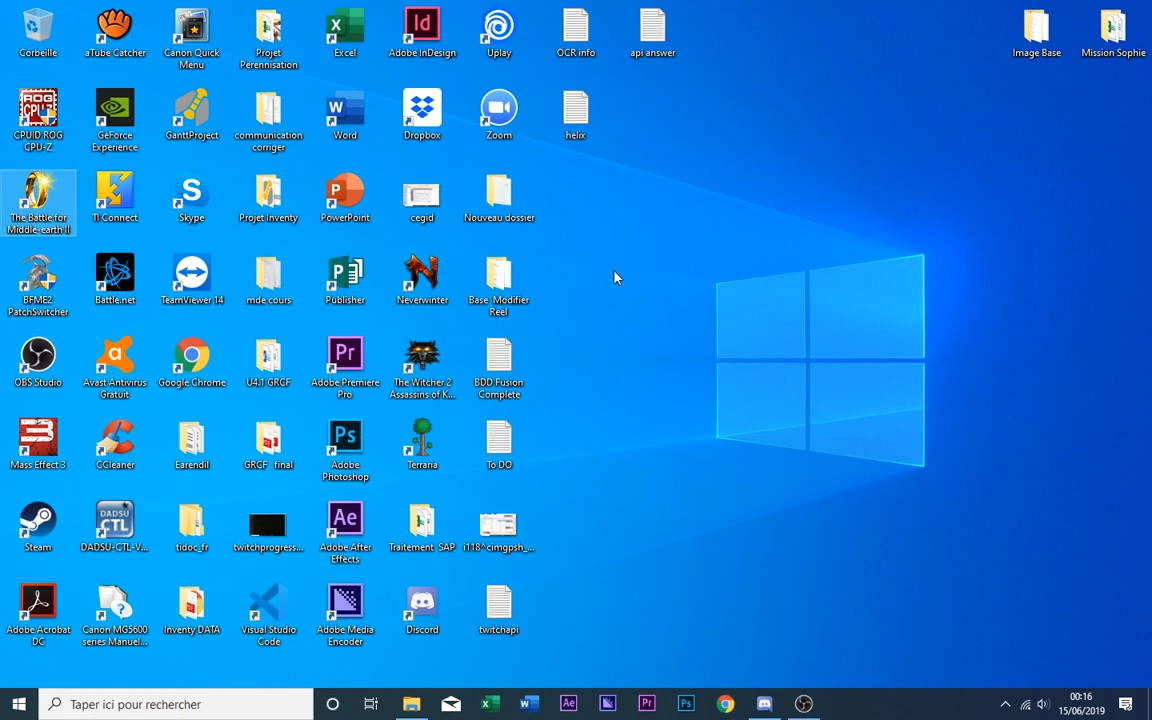 Corbeille
aTube Catcher
Canon Quick
Menu
Projet
Perennisation
Excel
Adobe InDesign
Uplay
OCR info
api answer
Image Base
Mission Sophie
CPUID ROG
CPU-Z
GeForce
Experience
GanttProject
communication
corriger
Word
Dropbox
Zoom
helix
The Battle for
Middle-earth II
TI Connect
Skype
Projet Inventy
PowerPoint
cegid
Nouveau dossier
BFME2
PatchSwitcher
Battle.net
TeamViewer 14
mde cours
Publisher
Neverwinter
Base_Modifier
Reel
OBS Studio
Avast Antivirus
Gratuit
Google Chrome
U4.1 GRCF
Adobe Premiere
Pro
The Witcher 2
Assassins of K...
BDD Fusion
Complete
Mass Effect 3
CCleaner
Earendil
GRCF_final
Adobe
Photoshop
Terraria
To DO
Steam
DADSU-CTL-V...
tidoc_fr
twitchprogress...
Adobe After
Effects
Traitement_SAP
i118^cimgpsh_...
Adobe Acrobat
DC
Canon MG5600
series Manuel...
Inventy DATA
Visual Studio
Code
Adobe Media
Encoder
Discord
twitchapi
Taper ici pour rechercher
00:16
15/06/2019